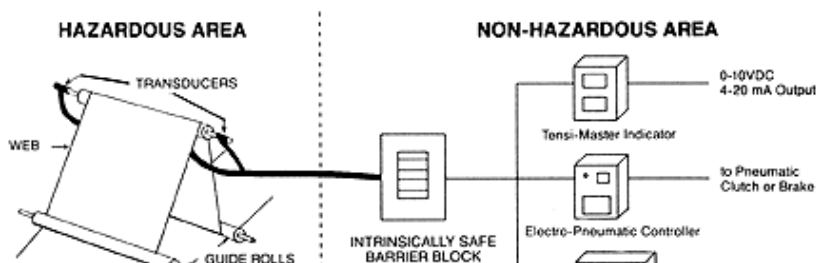 HAZARDOUS AREA
NON-HAZARDOUS AREA
TRANSDUCERS
WEB
GUIDE ROLLS
INTRINSICALLY SAFE
BARRIER BLOCK
0-10VDC
4-20 mA Output
Tensi-Master Indicator
to Pneumatic
Clutch or Brake
Electro-Pneumatic Controller